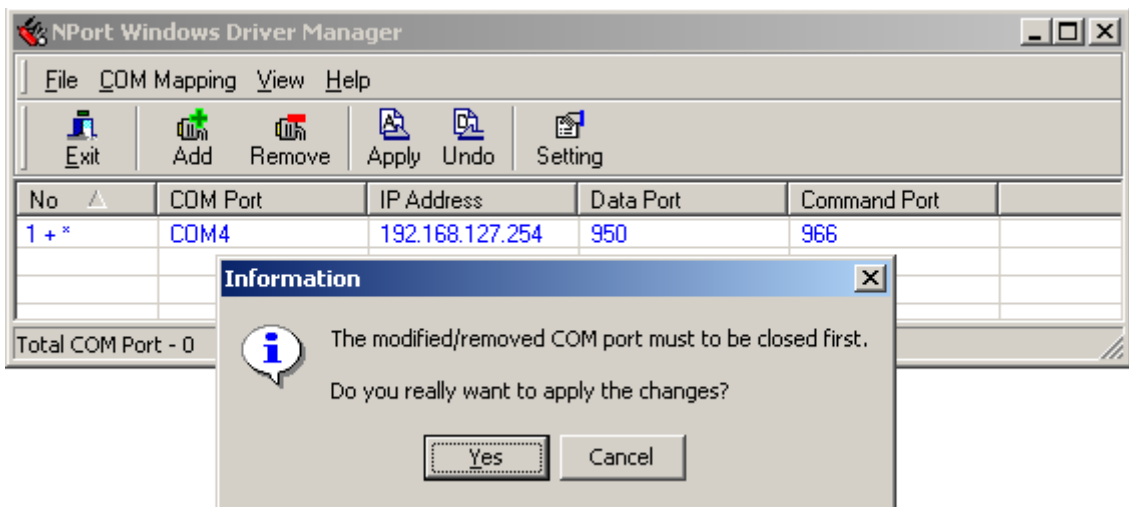 NPort Windows Driver Manager
File COM Mapping View Help
Exit Add Remove Apply Undo Setting
No COM Port IP Address Data Port Command Port
1 + * COM4 192.168.127.254 950 966
Information
The modified/removed COM port must to be closed first.
Do you really want to apply the changes?
Yes Cancel
Total COM Port - 0